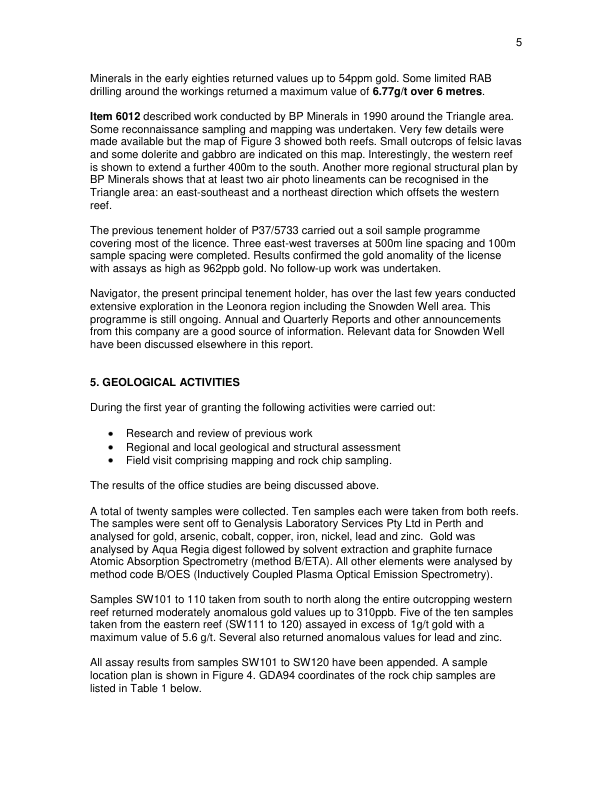 5
Minerals in the early eighties returned values up to 54ppm gold. Some limited RAB
drilling around the workings returned a maximum value of 6.77g/t over 6 metres.
Item 6012 described work conducted by BP Minerals in 1990 around the Triangle area.
Some reconnaissance sampling and mapping was undertaken. Very few details were
made available but the map of Figure 3 showed both reefs. Small outcrops of felsic lavas
and some dolerite and gabbro are indicated on this map. Interestingly, the western reef
is shown to extend a further 400m to the south. Another more regional structural plan by
BP Minerals shows that at least two air photo lineaments can be recognised in the
Triangle area: an east-southeast and a northeast direction which offsets the western
reef.
The previous tenement holder of P37/5733 carried out a soil sample programme
covering most of the licence. Three east-west traverses at 500m line spacing and 100m
sample spacing were completed. Results confirmed the gold anomality of the license
with assays as high as 962ppb gold. No follow-up work was undertaken.
Navigator, the present principal tenement holder, has over the last few years conducted
extensive exploration in the Leonora region including the Snowden Well area. This
programme is still ongoing. Annual and Quarterly Reports and other announcements
from this company are a good source of information. Relevant data for Snowden Well
have been discussed elsewhere in this report.
5. GEOLOGICAL ACTIVITIES
During the first year of granting the following activities were carried out:
• Research and review of previous work
• Regional and local geological and structural assessment
• Field visit comprising mapping and rock chip sampling.
The results of the office studies are being discussed above.
A total of twenty samples were collected. Ten samples each were taken from both reefs.
The samples were sent off to Genalysis Laboratory Services Pty Ltd in Perth and
analysed for gold, arsenic, cobalt, copper, iron, nickel, lead and zinc. Gold was
analysed by Aqua Regia digest followed by solvent extraction and graphite furnace
Atomic Absorption Spectrometry (method B/ETA). All other elements were analysed by
method code B/OES (Inductively Coupled Plasma Optical Emission Spectrometry).
Samples SW101 to 110 taken from south to north along the entire outcropping western
reef returned moderately anomalous gold values up to 310ppb. Five of the ten samples
taken from the eastern reef (SW111 to 120) assayed in excess of 1g/t gold with a
maximum value of 5.6 g/t. Several also returned anomalous values for lead and zinc.
All assay results from samples SW101 to SW120 have been appended. A sample
location plan is shown in Figure 4. GDA94 coordinates of the rock chip samples are
listed in Table 1 below.